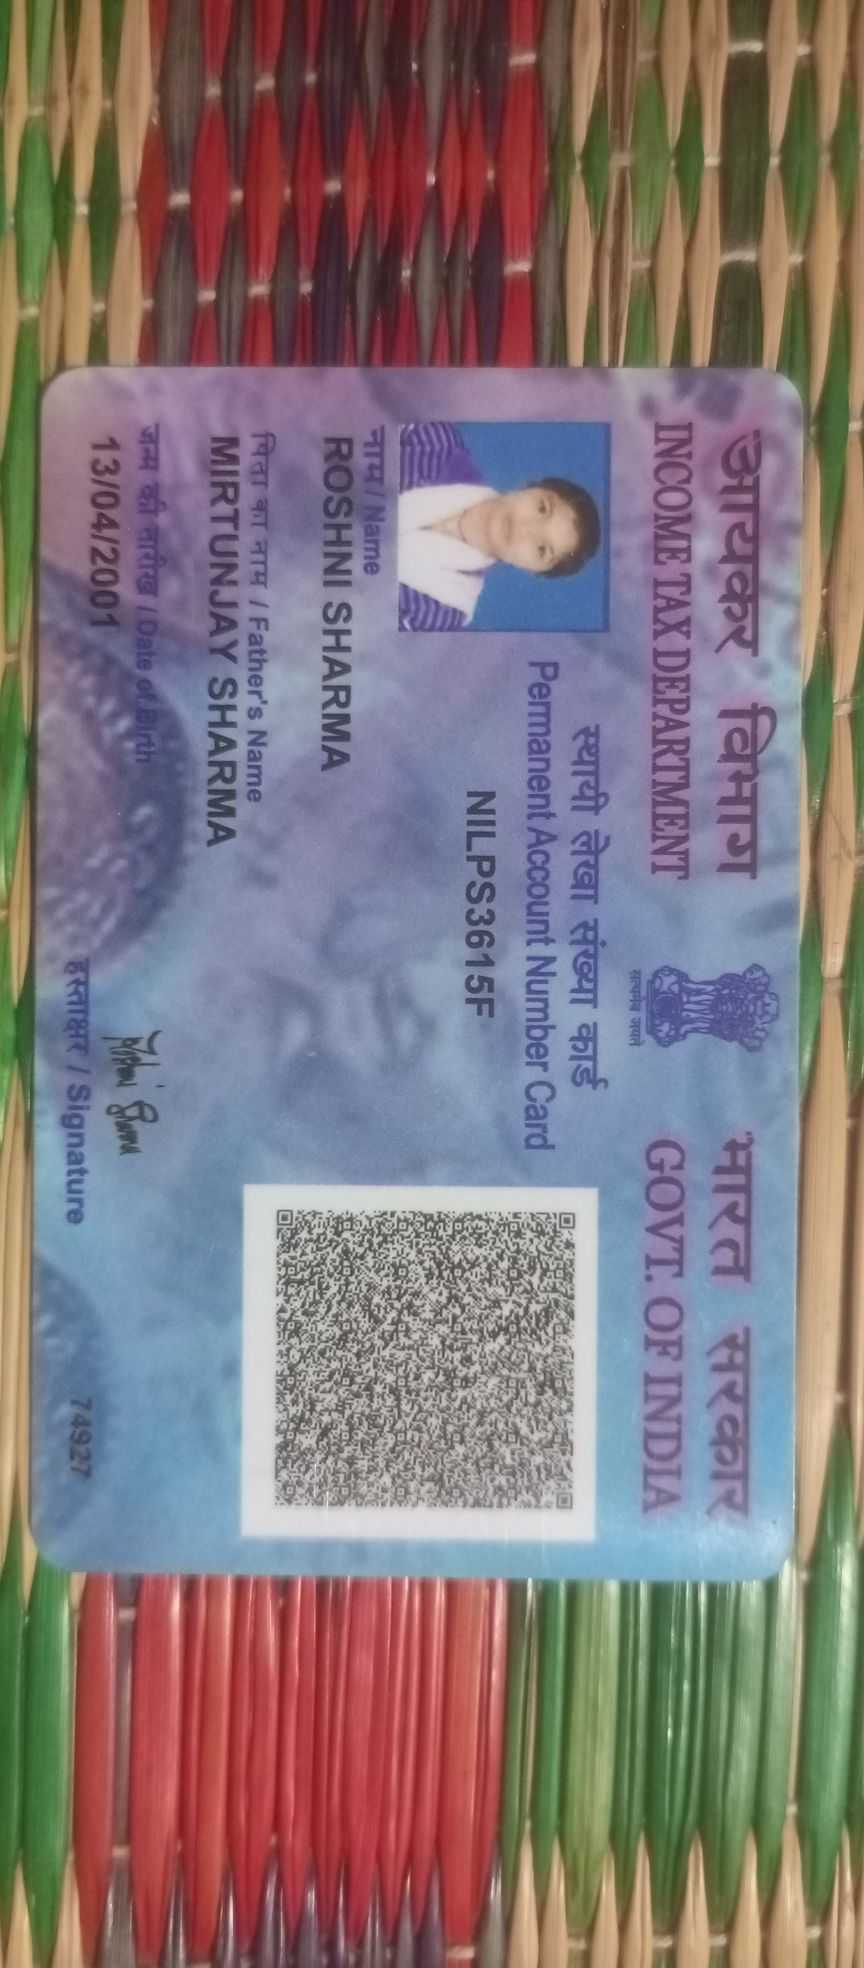 आयकर विभाग
INCOME TAX DEPARTMENT
सत्यमेव जयते
भारत सरकार
GOVT. OF INDIA
स्थायी लेखा संख्या कार्ड
Permanent Account Number Card
NILPS3615F
नाम / Name
ROSHNI SHARMA
पिता का नाम / Father's Name
MIRTUNJAY SHARMA
जन्म की तारीख / Date of Birth
13/04/2001
Roshni Sharma
हस्ताक्षर / Signature
74927